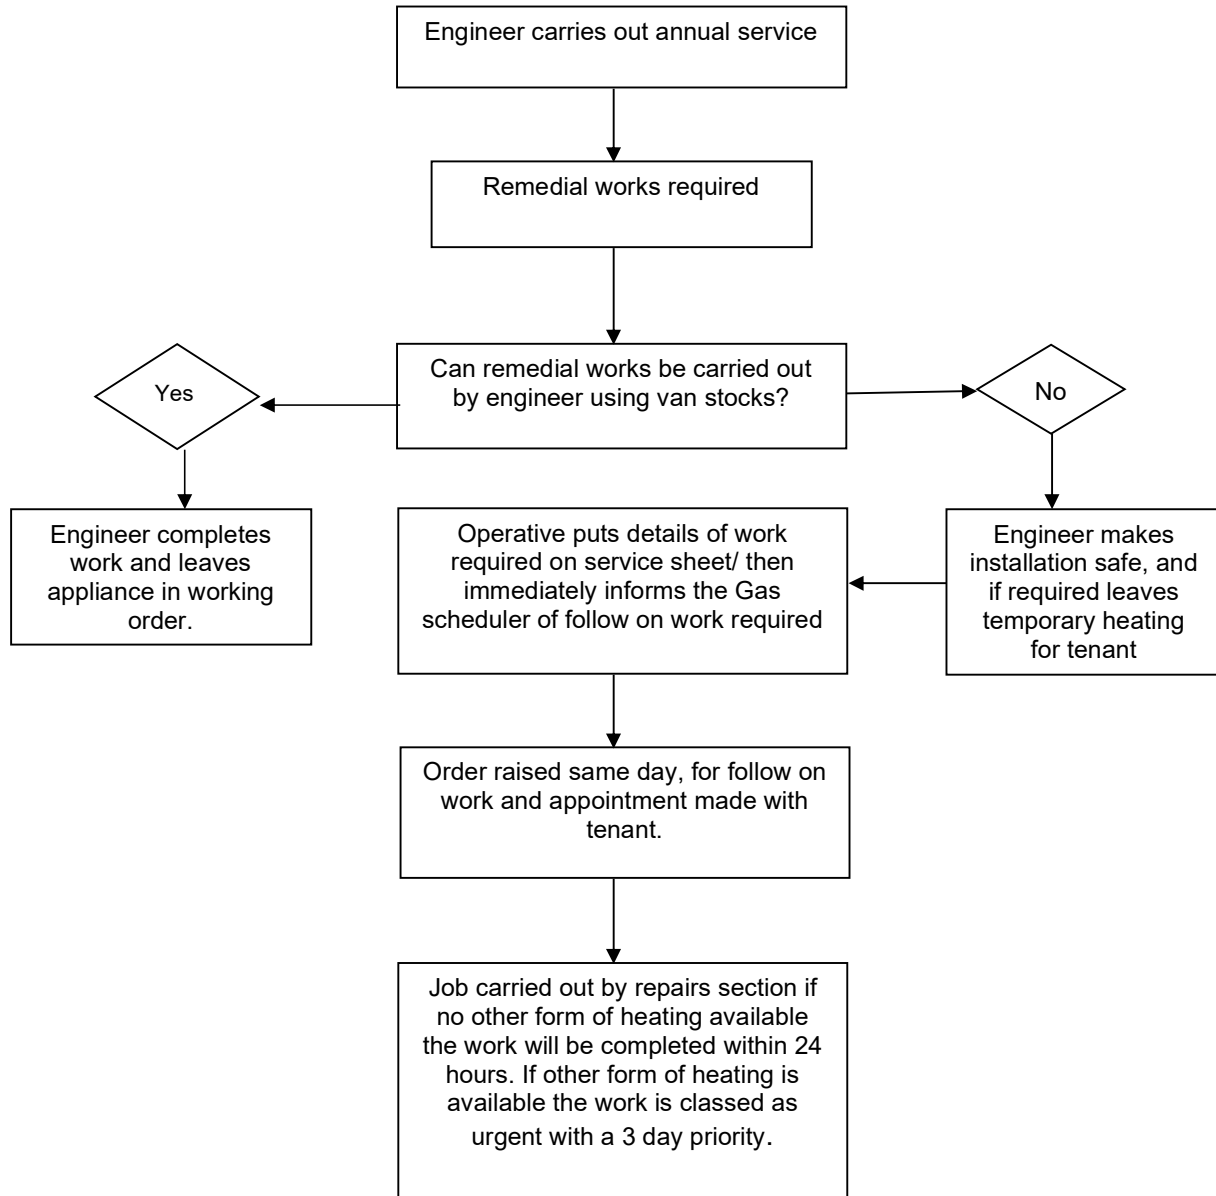 Engineer carries out annual service
Remedial works required
Can remedial works be carried out
by engineer using van stocks?
Yes
No
Engineer completes
work and leaves
appliance in working
order.
Engineer makes
installation safe, and
if required leaves
temporary heating
for tenant
Operative puts details of work
required on service sheet/ then
immediately informs the Gas
scheduler of follow on work required
Order raised same day, for follow on
work and appointment made with
tenant.
Job carried out by repairs section if
no other form of heating available
the work will be completed within 24
hours. If other form of heating is
available the work is classed as
urgent with a 3 day priority.